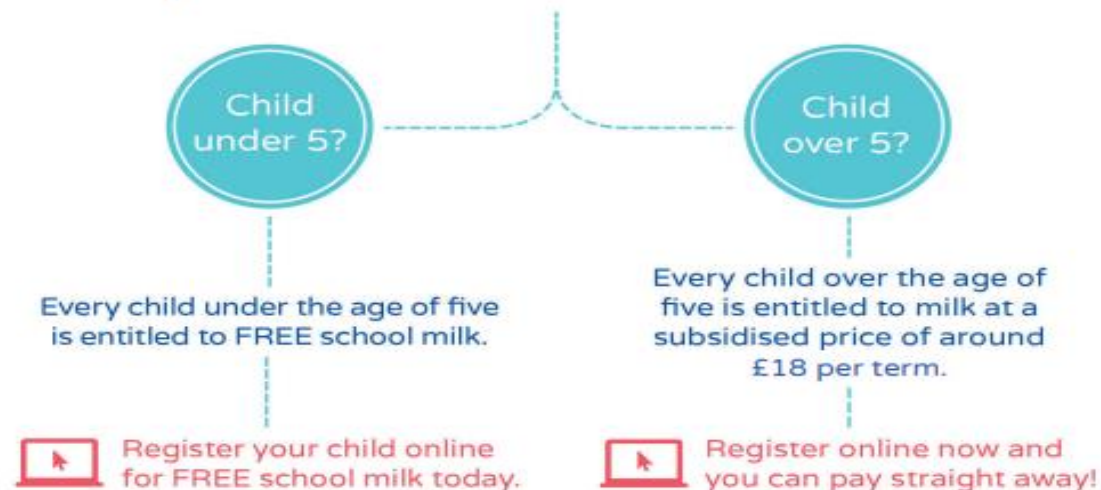 Child
under 5?
Child
over 5?
Every child under the age of five
is entitled to FREE school milk.
Every child over the age of
five is entitled to milk at a
subsidised price of around
£18 per term.
Register your child online
for FREE school milk today.
Register online now and
you can pay straight away!